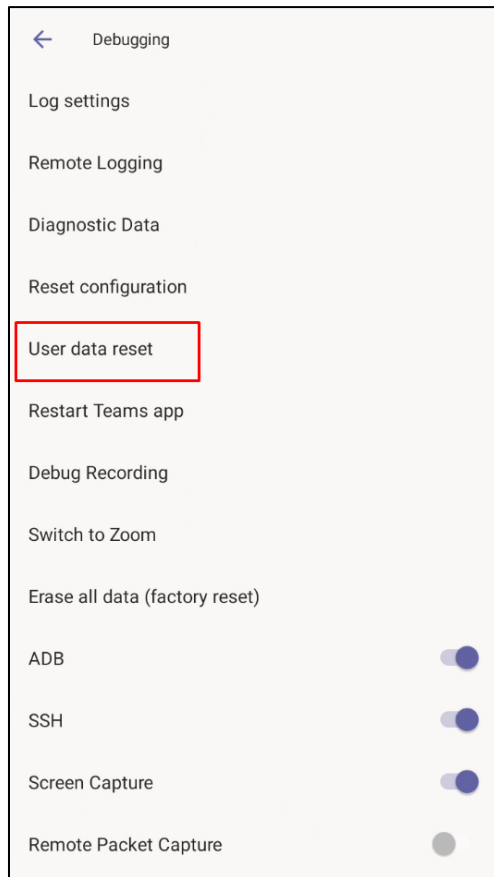 Debugging
Log settings
Remote Logging
Diagnostic Data
Reset configuration
User data reset
Restart Teams app
Debug Recording
Switch to Zoom
Erase all data (factory reset)
ADB
SSH
Screen Capture
Remote Packet Capture